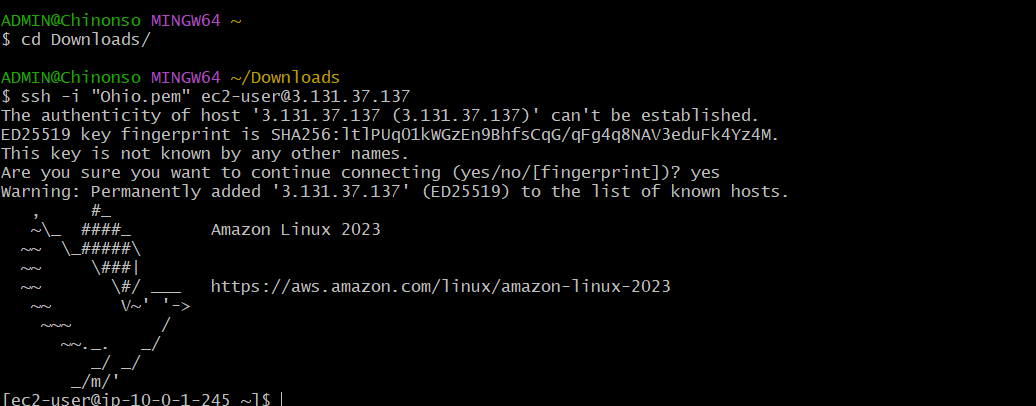 ADMIN@Chinonso MINGW64 ~
$ cd Downloads/
ADMIN@Chinonso MINGW64 ~/Downloads
$ ssh -i "Ohio.pem" ec2-user@3.131.37.137
The authenticity of host '3.131.37.137 (3.131.37.137)' can't be established.
ED25519 key fingerprint is SHA256:ltlPUqO1kWGzEn9BhfsCqG/qFg4q8NAV3eduFk4Yz4M.
This key is not known by any other names.
Are you sure you want to continue connecting (yes/no/[fingerprint])? yes
Warning: Permanently added '3.131.37.137' (ED25519) to the list of known hosts.
   ,     #_
   ~\_  ####_        Amazon Linux 2023
  ~~  \_#####\
  ~~     \###|
  ~~       \#/ ___   https://aws.amazon.com/linux/amazon-linux-2023
   ~~       V~' '->
    ~~~         /
      ~~._.   _/
         _/ _/
       _/m/'
[ec2-user@ip-10-0-1-245 ~]$